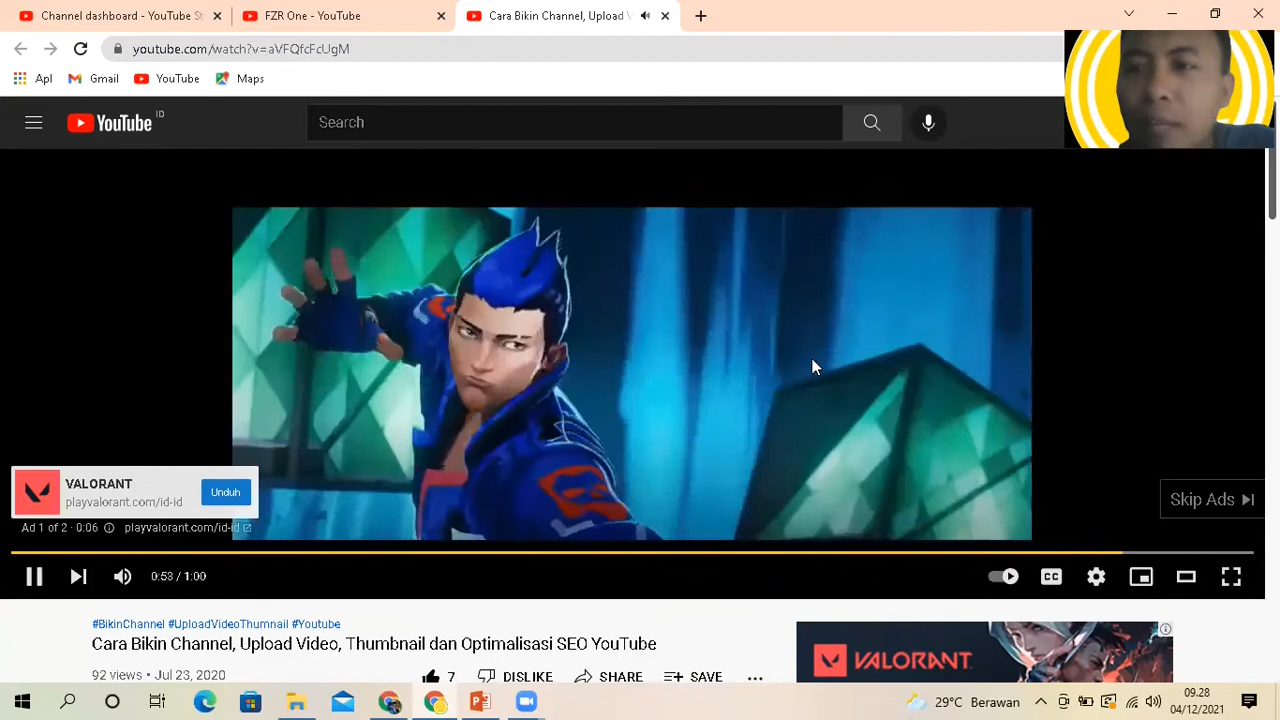 Channel dashboard - YouTube St
FZR One - YouTube
Cara Bikin Channel, Upload V
youtube.com/watch?v=aVFQfcFcUgM
Apl
Gmail
YouTube
Maps
YouTube ID
Search
VALORANT
playvalorant.com/id-id
Unduh
Ad 1 of 2 · 0:06
playvalorant.com/id-id
Skip Ads
0:53 / 1:00
CC
#BikinChannel #UploadVideoThumnail #Youtube
Cara Bikin Channel, Upload Video, Thumbnail dan Optimalisasi SEO YouTube
92 views • Jul 23, 2020
7
DISLIKE
SHARE
SAVE
VALORANT
29°C Berawan
09.28
04/12/2021